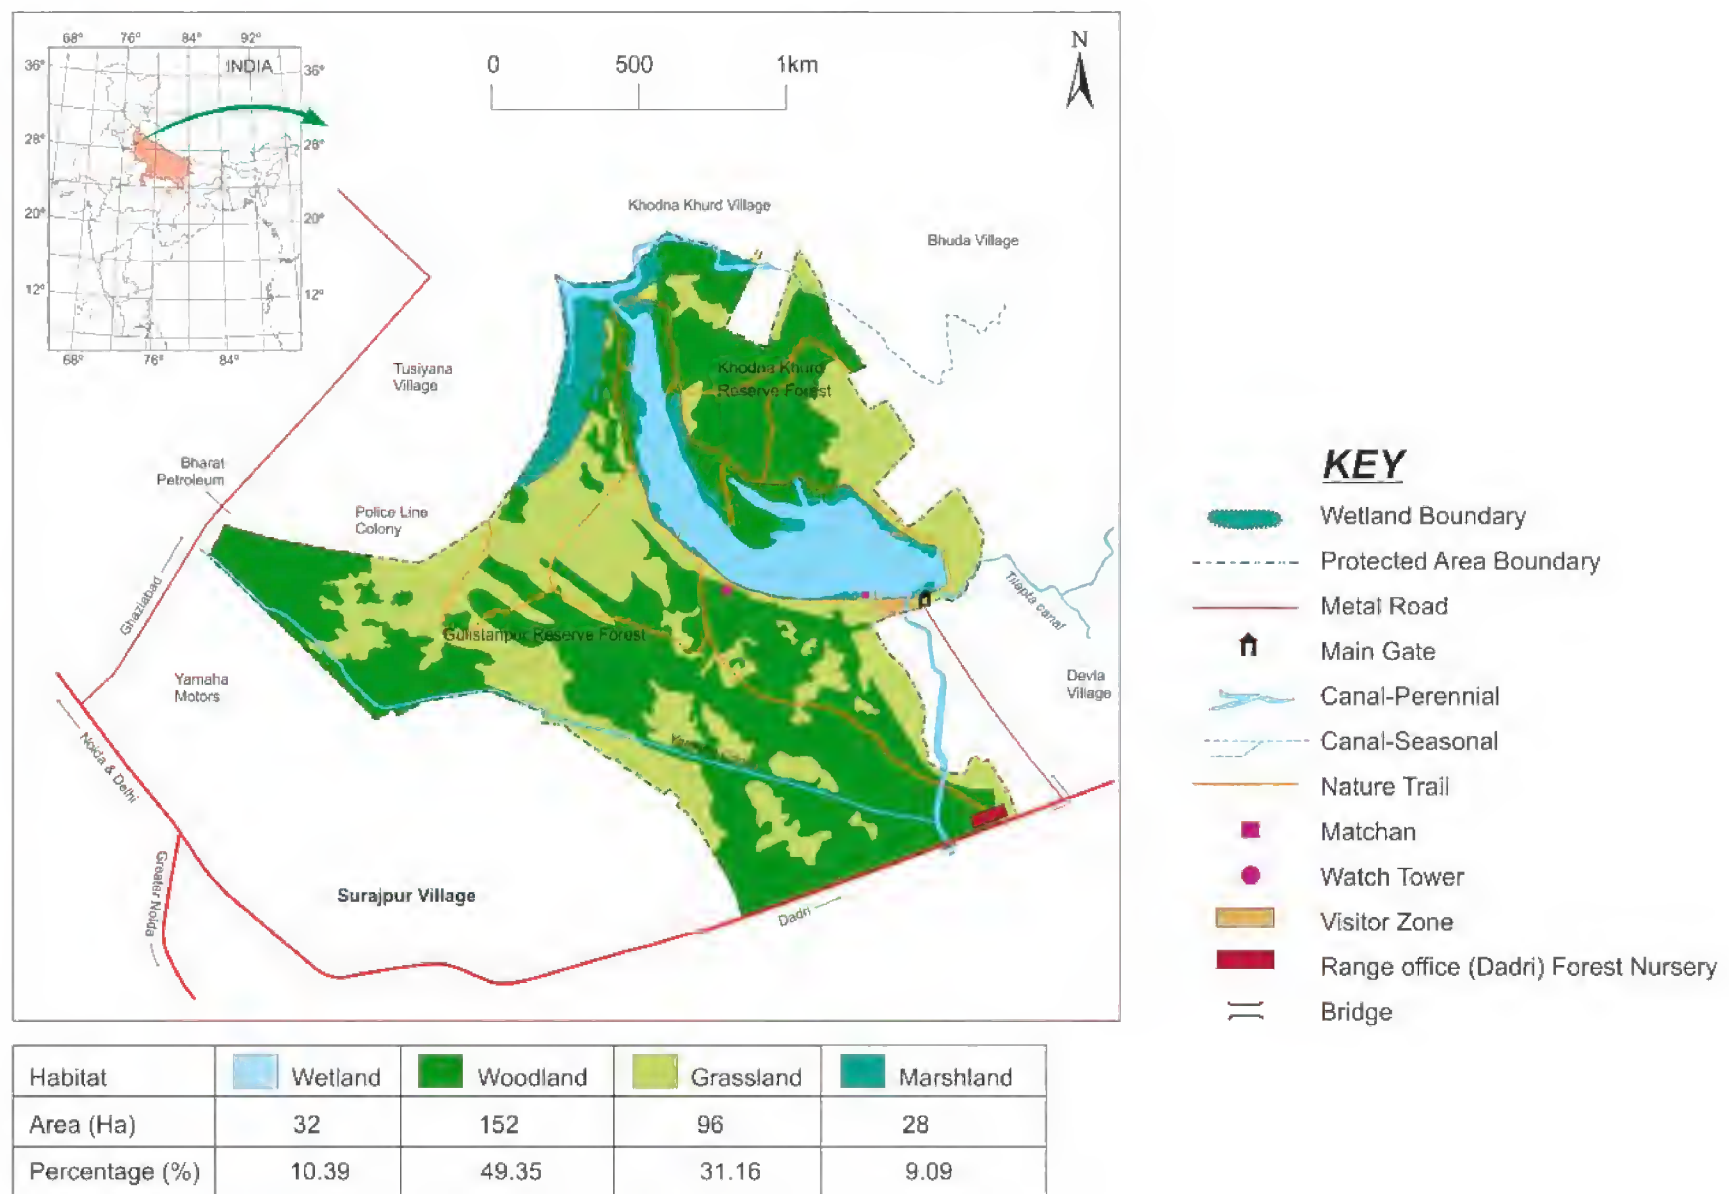 68° 76° 84° 92°
INDIA
36° 36°
28° 28°
20° 20°
12° 12°
68° 76° 84°
0 500 1km
N
Khodna Khurd Village
Bhuda Village
Tusiyana
Village
Khodna Khurd
Reserve Forest
Bharat
Petroleum
Police Line
Colony
Ghaziabad
Tilapta canal
Gulistanpur Reserve Forest
Yamaha
Motors
Devla
Village
Noida & Delhi
Greater Noida
Surajpur Village
Dadri
KEY
Wetland Boundary
Protected Area Boundary
Metal Road
Main Gate
Canal-Perennial
Canal-Seasonal
Nature Trail
Matchan
Watch Tower
Visitor Zone
Range office (Dadri) Forest Nursery
Bridge
Habitat Wetland Woodland Grassland Marshland
Area (Ha) 32 152 96 28
Percentage (%) 10.39 49.35 31.16 9.09